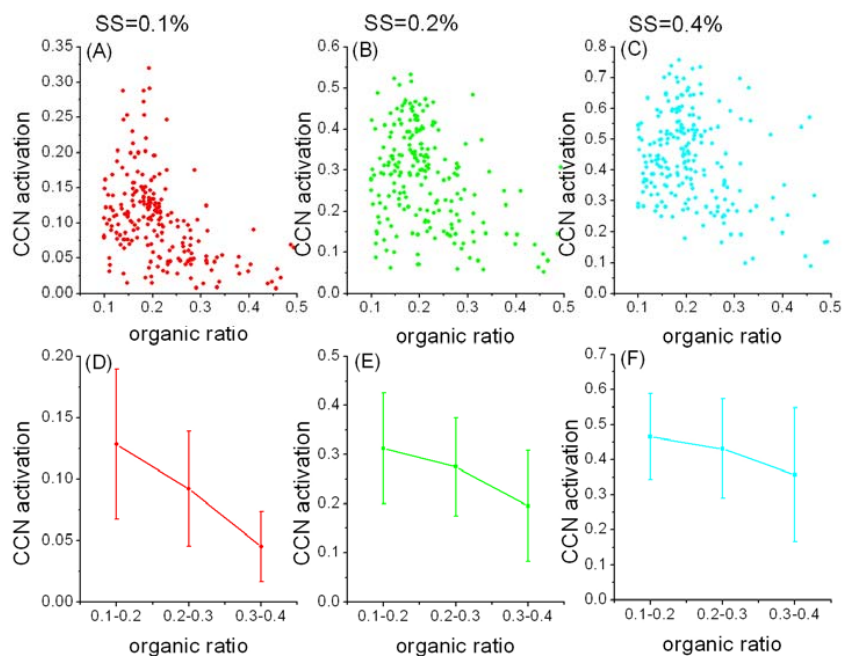 SS=0.1% SS=0.2% SS=0.4%
(A) (B) (C)
0.35 0.30 0.25 0.20 0.15 0.10 0.05 0.00
CCN activation
0.1 0.2 0.3 0.4 0.5
organic ratio
0.6 0.5 0.4 0.3 0.2 0.1 0.0
CCN activation
0.1 0.2 0.3 0.4 0.5
organic ratio
0.8 0.7 0.6 0.5 0.4 0.3 0.2 0.1 0.0
CCN activation
0.1 0.2 0.3 0.4 0.5
organic ratio
(D) (E) (F)
0.20 0.15 0.10 0.05 0.00
CCN activation
0.1-0.2 0.2-0.3 0.3-0.4
organic ratio
0.5 0.4 0.3 0.2 0.1 0.0
CCN activation
0.1-0.2 0.2-0.3 0.3-0.4
organic ratio
0.7 0.6 0.5 0.4 0.3 0.2 0.1 0.0
CCN activation
0.1-0.2 0.2-0.3 0.3-0.4
organic ratio